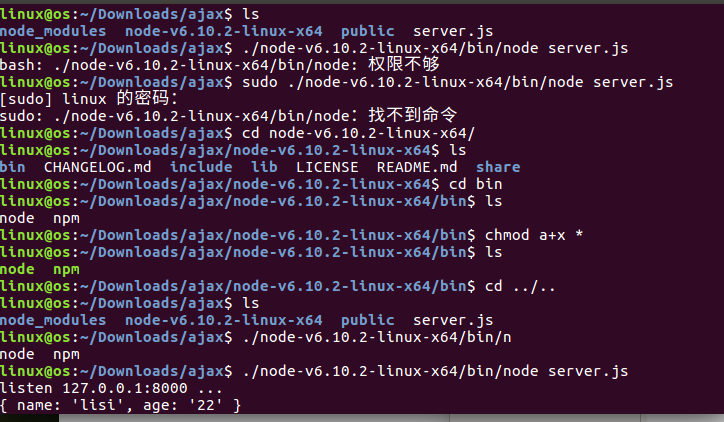 linux@os:~/Downloads/ajax$ ls
node_modules  node-v6.10.2-linux-x64  public  server.js
linux@os:~/Downloads/ajax$ ./node-v6.10.2-linux-x64/bin/node server.js
bash: ./node-v6.10.2-linux-x64/bin/node: 权限不够
linux@os:~/Downloads/ajax$ sudo ./node-v6.10.2-linux-x64/bin/node server.js
[sudo] linux 的密码：
sudo: ./node-v6.10.2-linux-x64/bin/node：找不到命令
linux@os:~/Downloads/ajax$ cd node-v6.10.2-linux-x64/
linux@os:~/Downloads/ajax/node-v6.10.2-linux-x64$ ls
bin  CHANGELOG.md  include  lib  LICENSE  README.md  share
linux@os:~/Downloads/ajax/node-v6.10.2-linux-x64$ cd bin
linux@os:~/Downloads/ajax/node-v6.10.2-linux-x64/bin$ ls
node  npm
linux@os:~/Downloads/ajax/node-v6.10.2-linux-x64/bin$ chmod a+x *
linux@os:~/Downloads/ajax/node-v6.10.2-linux-x64/bin$ ls
node  npm
linux@os:~/Downloads/ajax/node-v6.10.2-linux-x64/bin$ cd ../..
linux@os:~/Downloads/ajax$ ls
node_modules  node-v6.10.2-linux-x64  public  server.js
linux@os:~/Downloads/ajax$ ./node-v6.10.2-linux-x64/bin/n
node  npm
linux@os:~/Downloads/ajax$ ./node-v6.10.2-linux-x64/bin/node server.js
listen 127.0.0.1:8000 ...
{ name: 'lisi', age: '22' }